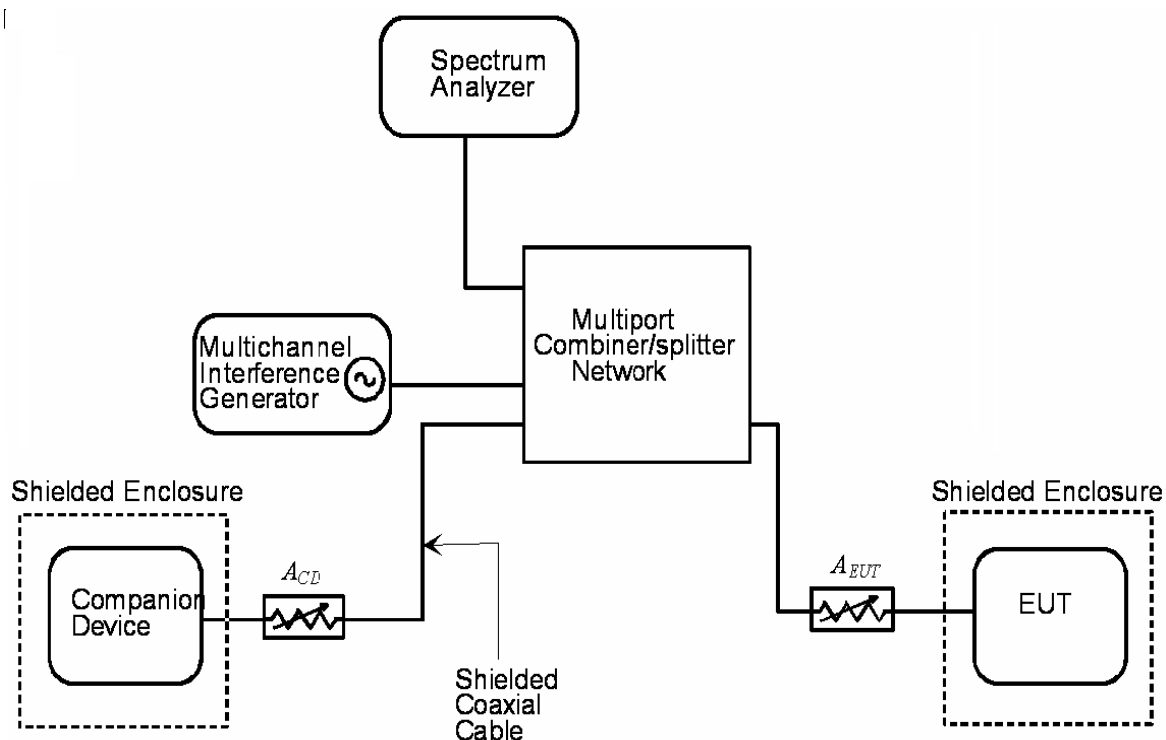 Spectrum
Analyzer
Multichannel
Interference
Generator
Multiport
Combiner/splitter
Network
Shielded Enclosure
Shielded Enclosure
Companion
Device
A_CD
A_EUT
EUT
Shielded
Coaxial
Cable